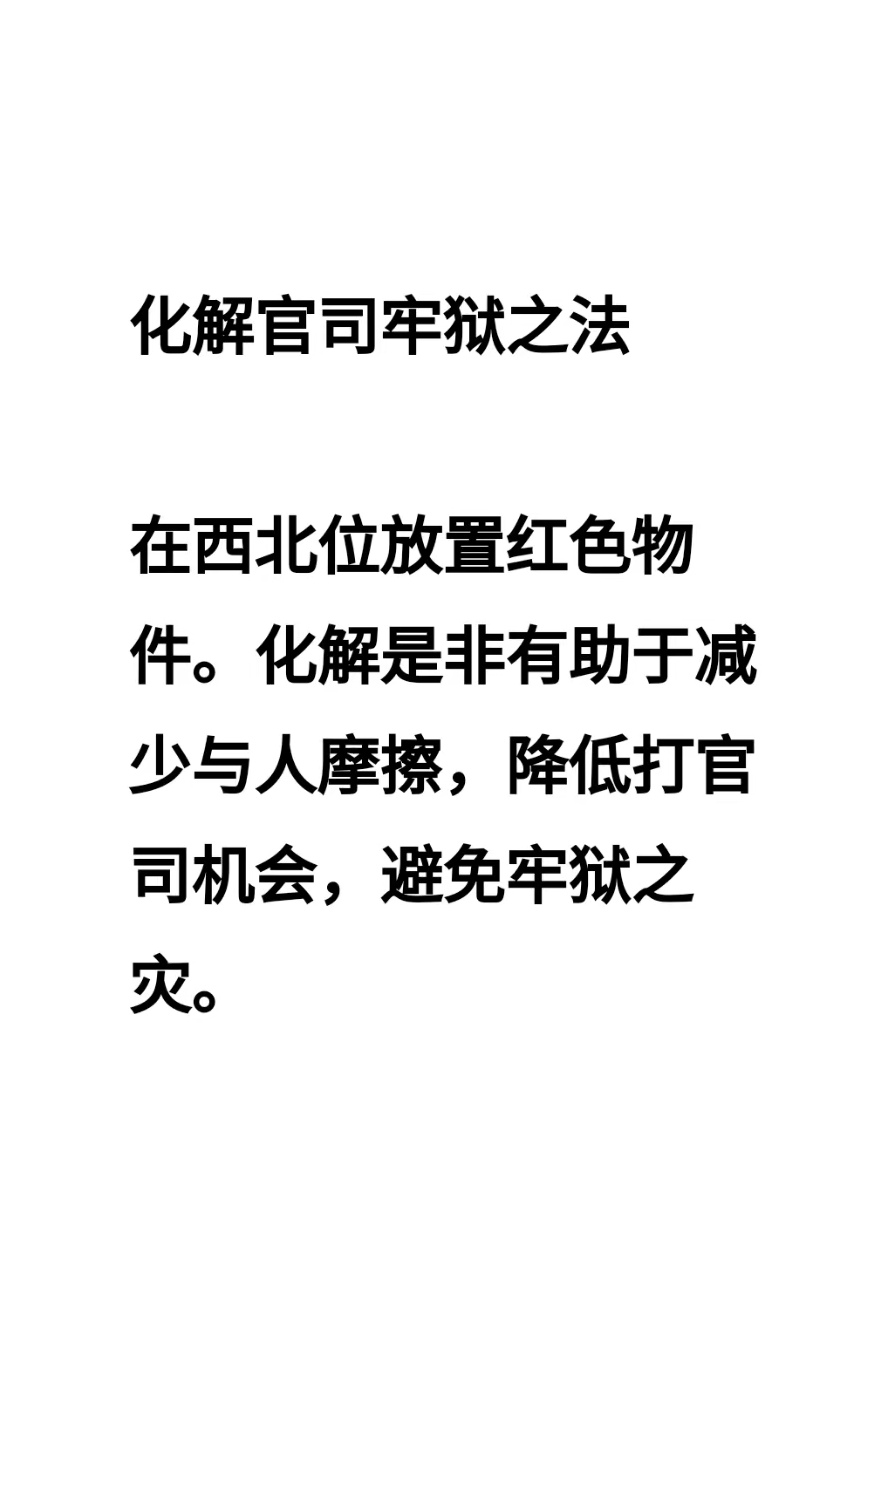 化解官司牢狱之法
在西北位放置红色物
件。化解是非有助于减
少与人摩擦，降低打官
司机会，避免牢狱之
灾。